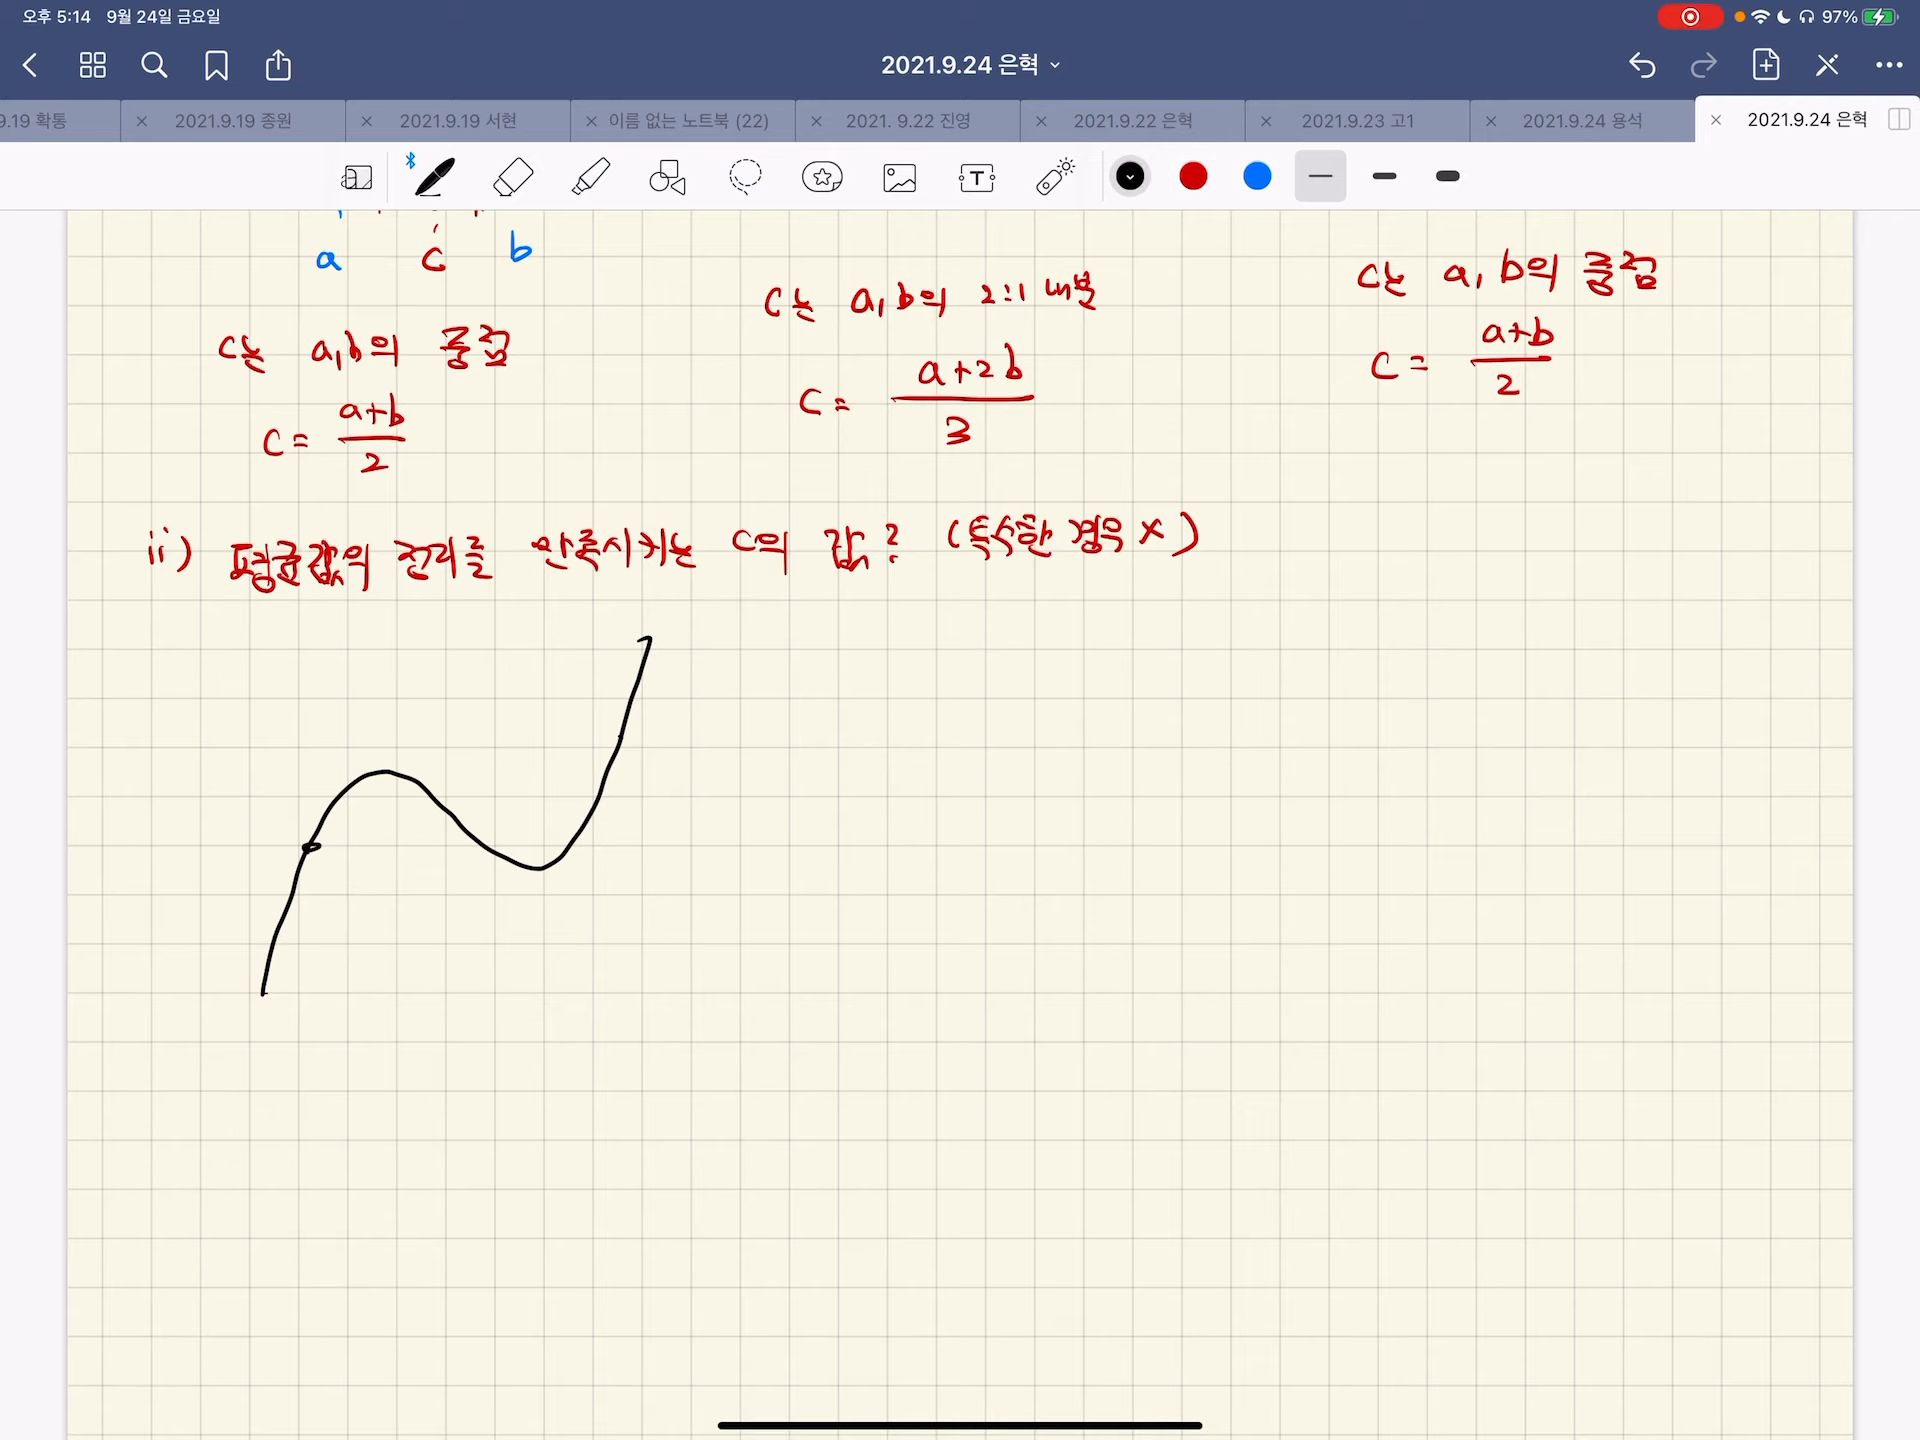 오후 5:14 9월 24일 금요일
97%
2021.9.24 은혁
9.19 확통
2021.9.19 종원
2021.9.19 서현
이름 없는 노트북 (22)
2021. 9.22 진영
2021.9.22 은혁
2021.9.23 고1
2021.9.24 용석
2021.9.24 은혁
a c b
c는 a,b의 중점
c = a+b
2
c는 a,b의 2:1 내분
c = a+2b
3
c는 a,b의 중점
c = a+b
2
ii) 평균값의 정리를 만족시키는 c의 값? (특수한 경우 x)